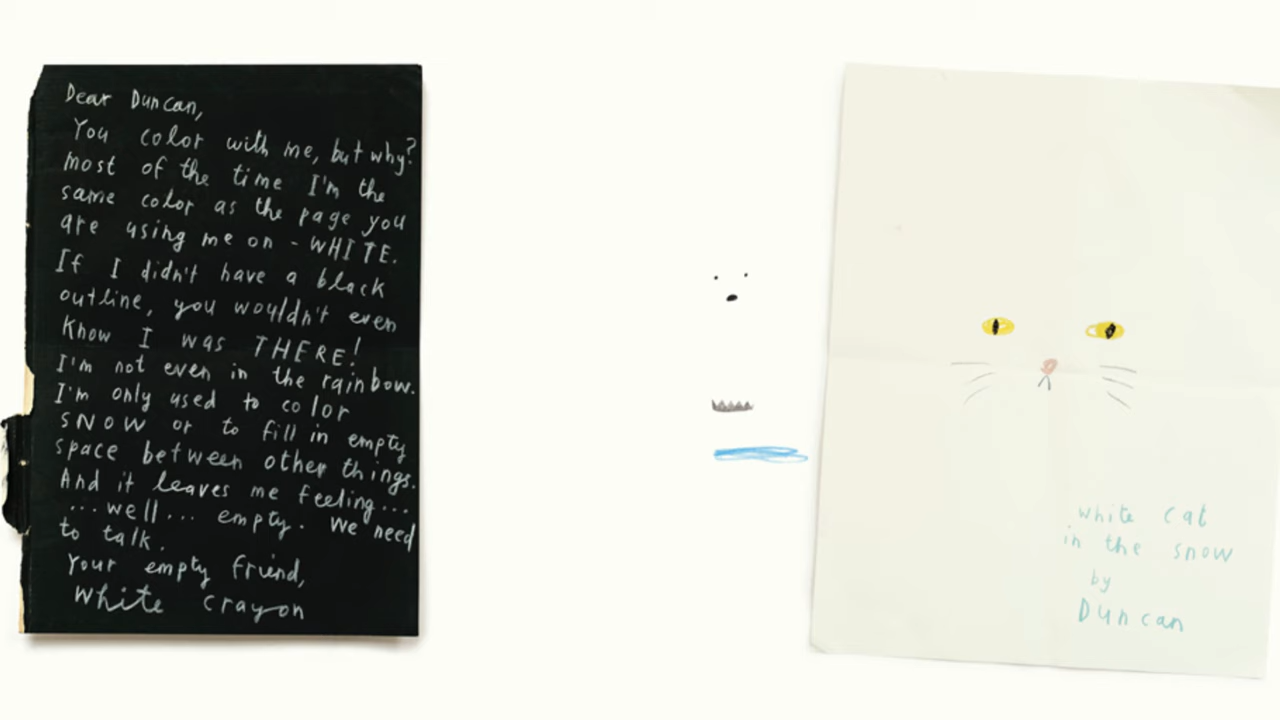 Dear Duncan,
You color with me, but why?
most of the time I'm the
same color as the page you
are using me on - WHITE.
If I didn't have a black
outline, you wouldn't even
know I was THERE!
I'm not even in the rainbow.
I'm only used to color
SNOW or to fill in empty
space between other things.
And it leaves me feeling...
...well... empty. We need
to talk.
Your empty friend,
White Crayon
white cat
in the snow
by
Duncan